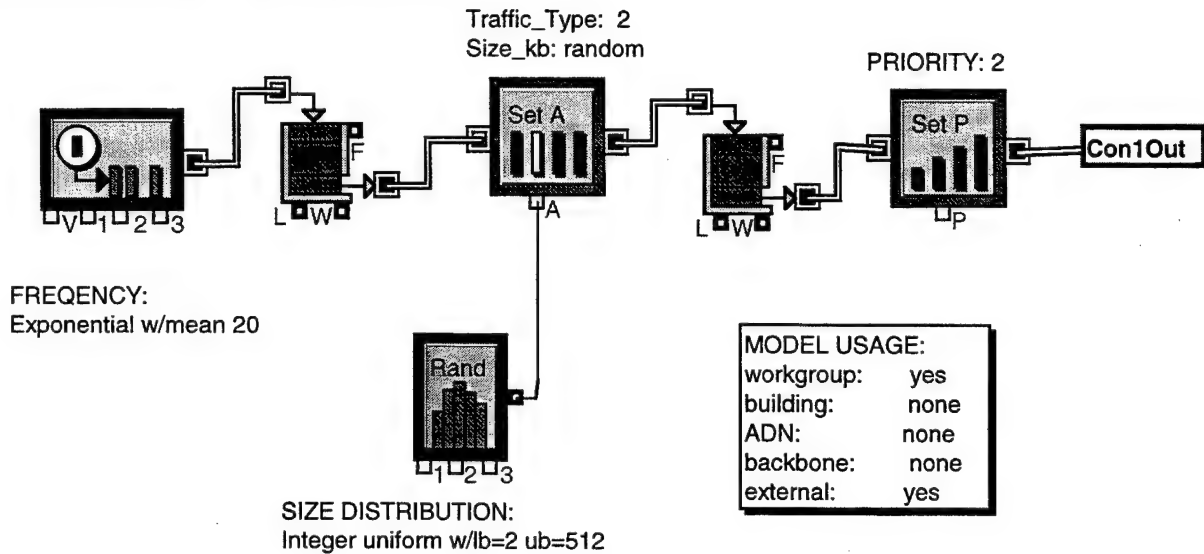 Traffic_Type: 2
Size_kb: random
PRIORITY: 2
Set A
Set P
F
F
Con1Out
V 1 2 3
L W
A
L W
P
FREQENCY:
Exponential w/mean 20
Rand
1 2 3
MODEL USAGE:
workgroup: yes
building: none
ADN: none
backbone: none
external: yes
SIZE DISTRIBUTION:
Integer uniform w/lb=2 ub=512